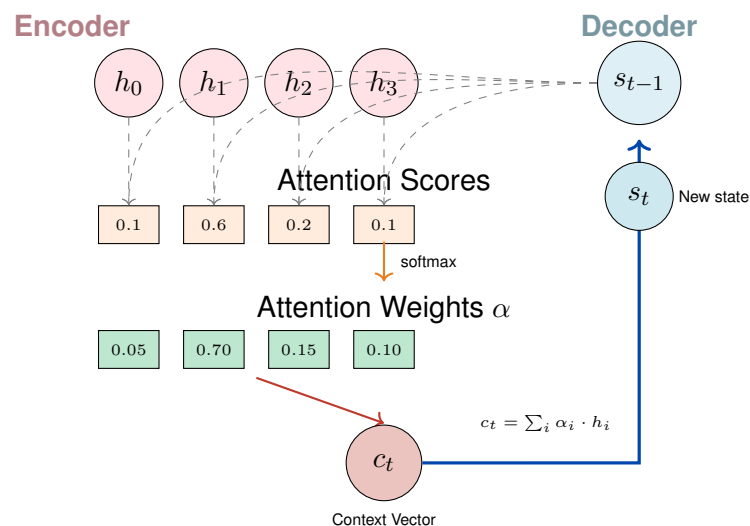 Encoder
Decoder
h₀ h₁ h₂ h₃
sₜ₋₁
Attention Scores
sₜ
New state
0.1 0.6 0.2 0.1
softmax
Attention Weights α
0.05 0.70 0.15 0.10
cₜ = ∑ᵢ αᵢ · hᵢ
cₜ
Context Vector